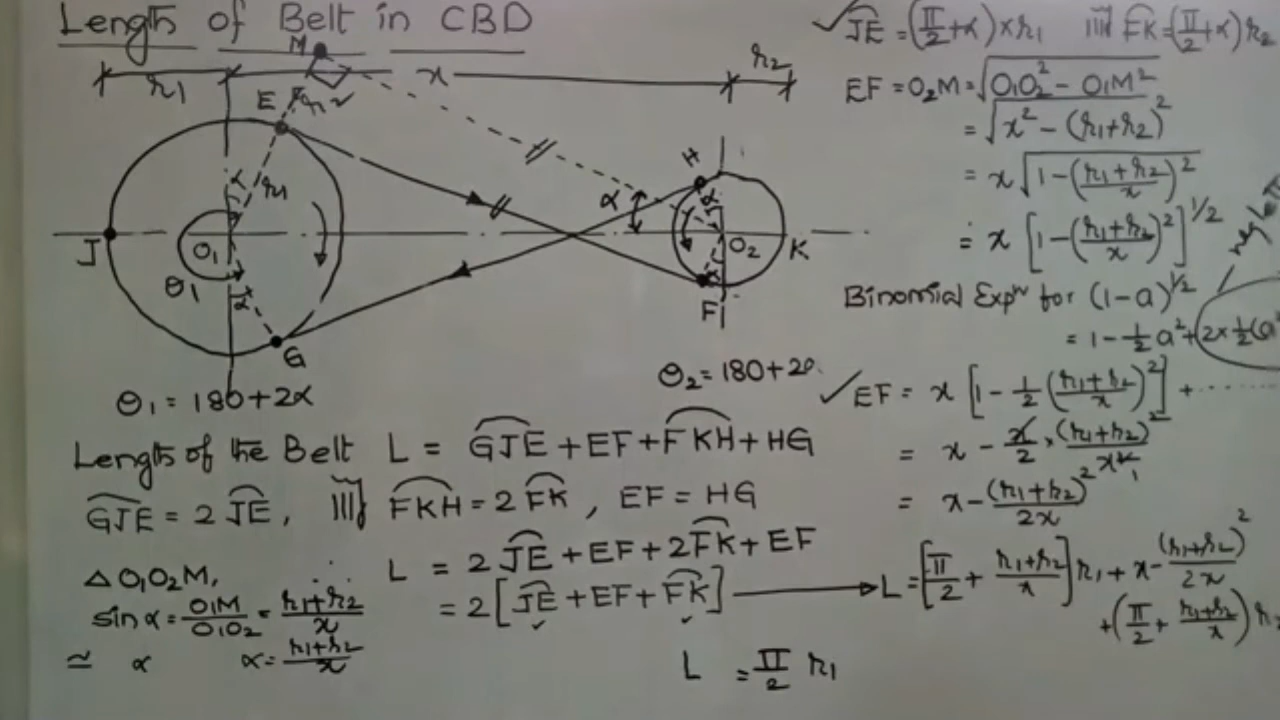 Length of Belt in CBD
M
r₁
x
r₂
E
r₂
α
r₁
H
α
α
J
O₁
θ₁
O₂
K
α
α
F
G
θ₁ = 180+2α
θ₂ = 180+2α
Length of the Belt L = GJE + EF + FKH + HG
GJE = 2 JE, |||ly FKH = 2 FK, EF = HG
L = 2 JE + EF + 2FK + EF
= 2 [JE + EF + FK]
Δ O₁O₂M,
sin α = O₁M/O₁O₂ = r₁+r₂/x
≃ α α = r₁+r₂/x
✓JE = (π/2+α)×r₁ |||ly FK = (π/2+α) r₂
EF = O₂M = √O₁O₂² − O₁M²
= √x² − (r₁+r₂)²
= x √1−(r₁+r₂/x)²
= x [1−(r₁+r₂/x)²]^1/2
Binomial Expⁿ for (1−a)^1/2
= 1 − 1/2 a² + 2×1/2(a²
✓EF = x [1 − 1/2 (r₁+r₂/x)²] + ........
= x − x/2 × (r₁+r₂)²/x²
= x − (r₁+r₂)²/2x
L = [π/2 + r₁+r₂/x] r₁ + x − (r₁+r₂)²/2x
+ (π/2 + r₁+r₂/x) r₂
L = π/2 r₁